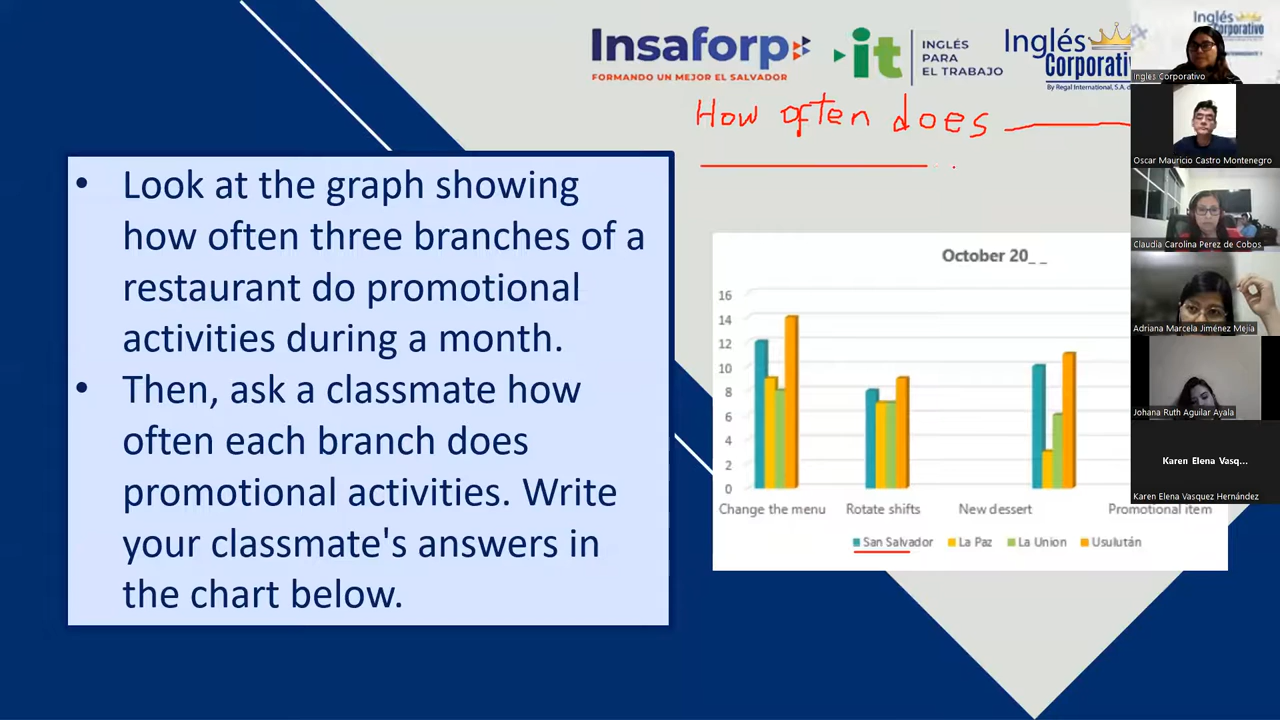 Insaforp
FORMANDO UN MEJOR EL SALVADOR
it
INGLÉS
PARA
EL TRABAJO
Inglés
Corporativ
By Regal International, S.A. d
Inglés
Corporativo
Ingles Corporativo
How often does
Oscar Mauricio Castro Montenegro
Claudia Carolina Perez de Cobos
Adriana Marcela Jiménez Mejía
Johana Ruth Aguilar Ayala
Karen Elena Vasq...
Karen Elena Vasquez Hernández
• Look at the graph showing
how often three branches of a
restaurant do promotional
activities during a month.
• Then, ask a classmate how
often each branch does
promotional activities. Write
your classmate's answers in
the chart below.
October 20_ _
16
14
12
10
8
6
4
2
0
Change the menu Rotate shifts New dessert Promotional item
San Salvador La Paz La Union Usulután